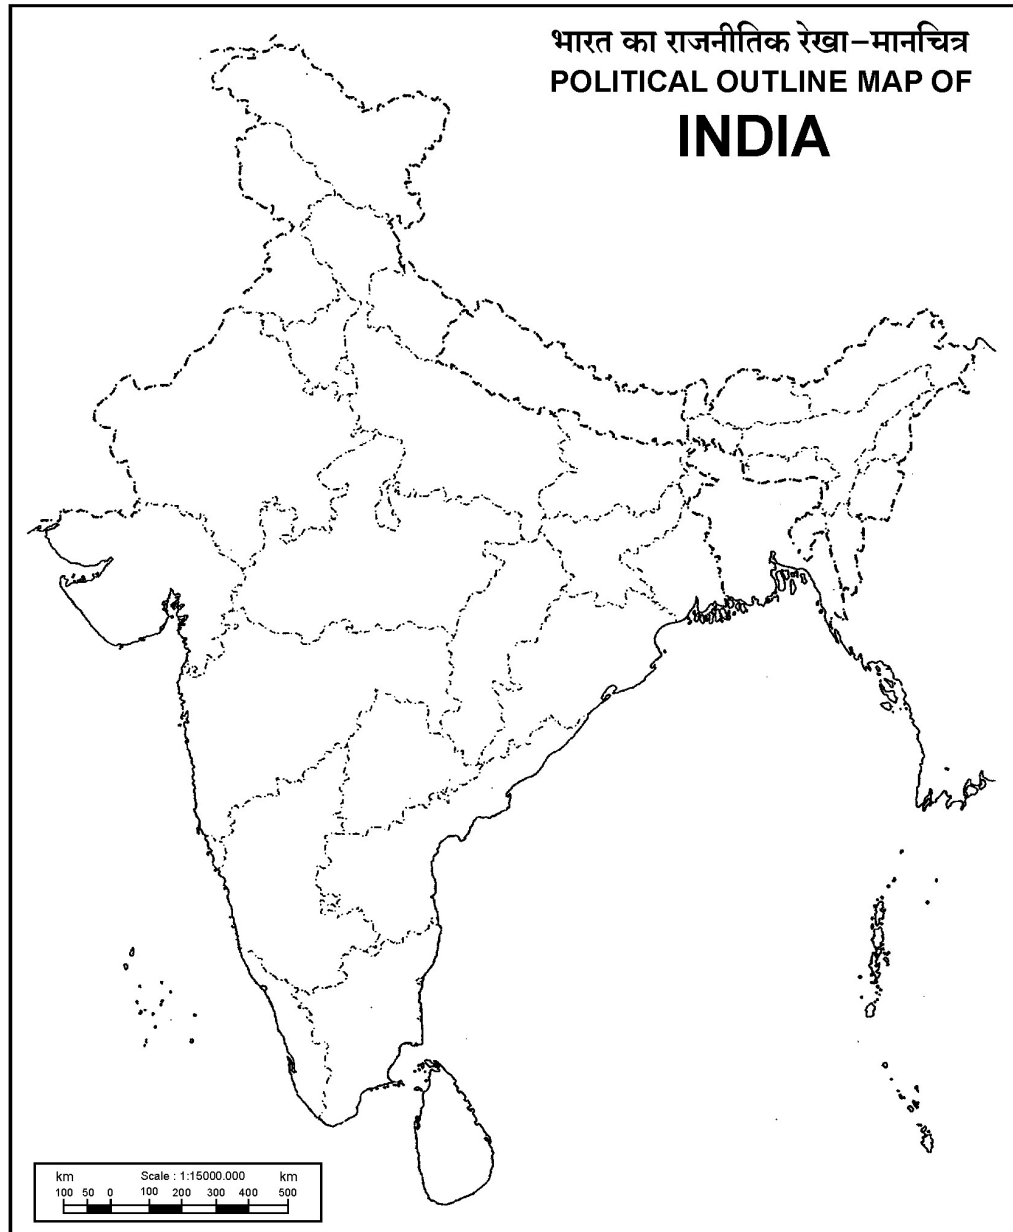 भारत का राजनीतिक रेखा–मानचित्र
POLITICAL OUTLINE MAP OF
INDIA
km Scale : 1:15000.000 km
100 50 0 100 200 300 400 500